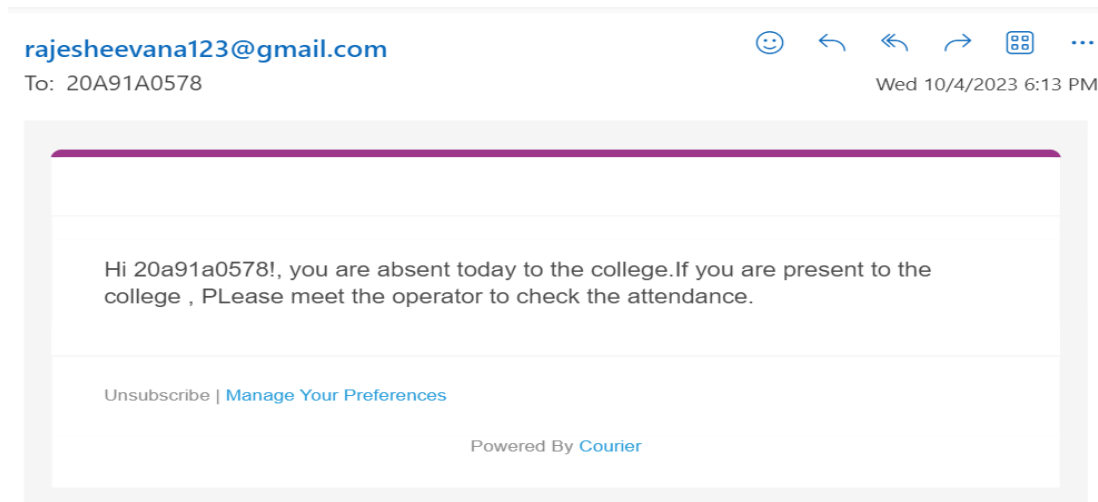 rajesheevana123@gmail.com
To: 20A91A0578
Wed 10/4/2023 6:13 PM
Hi 20a91a0578!, you are absent today to the college.If you are present to the
college , PLease meet the operator to check the attendance.
Unsubscribe | Manage Your Preferences
Powered By Courier